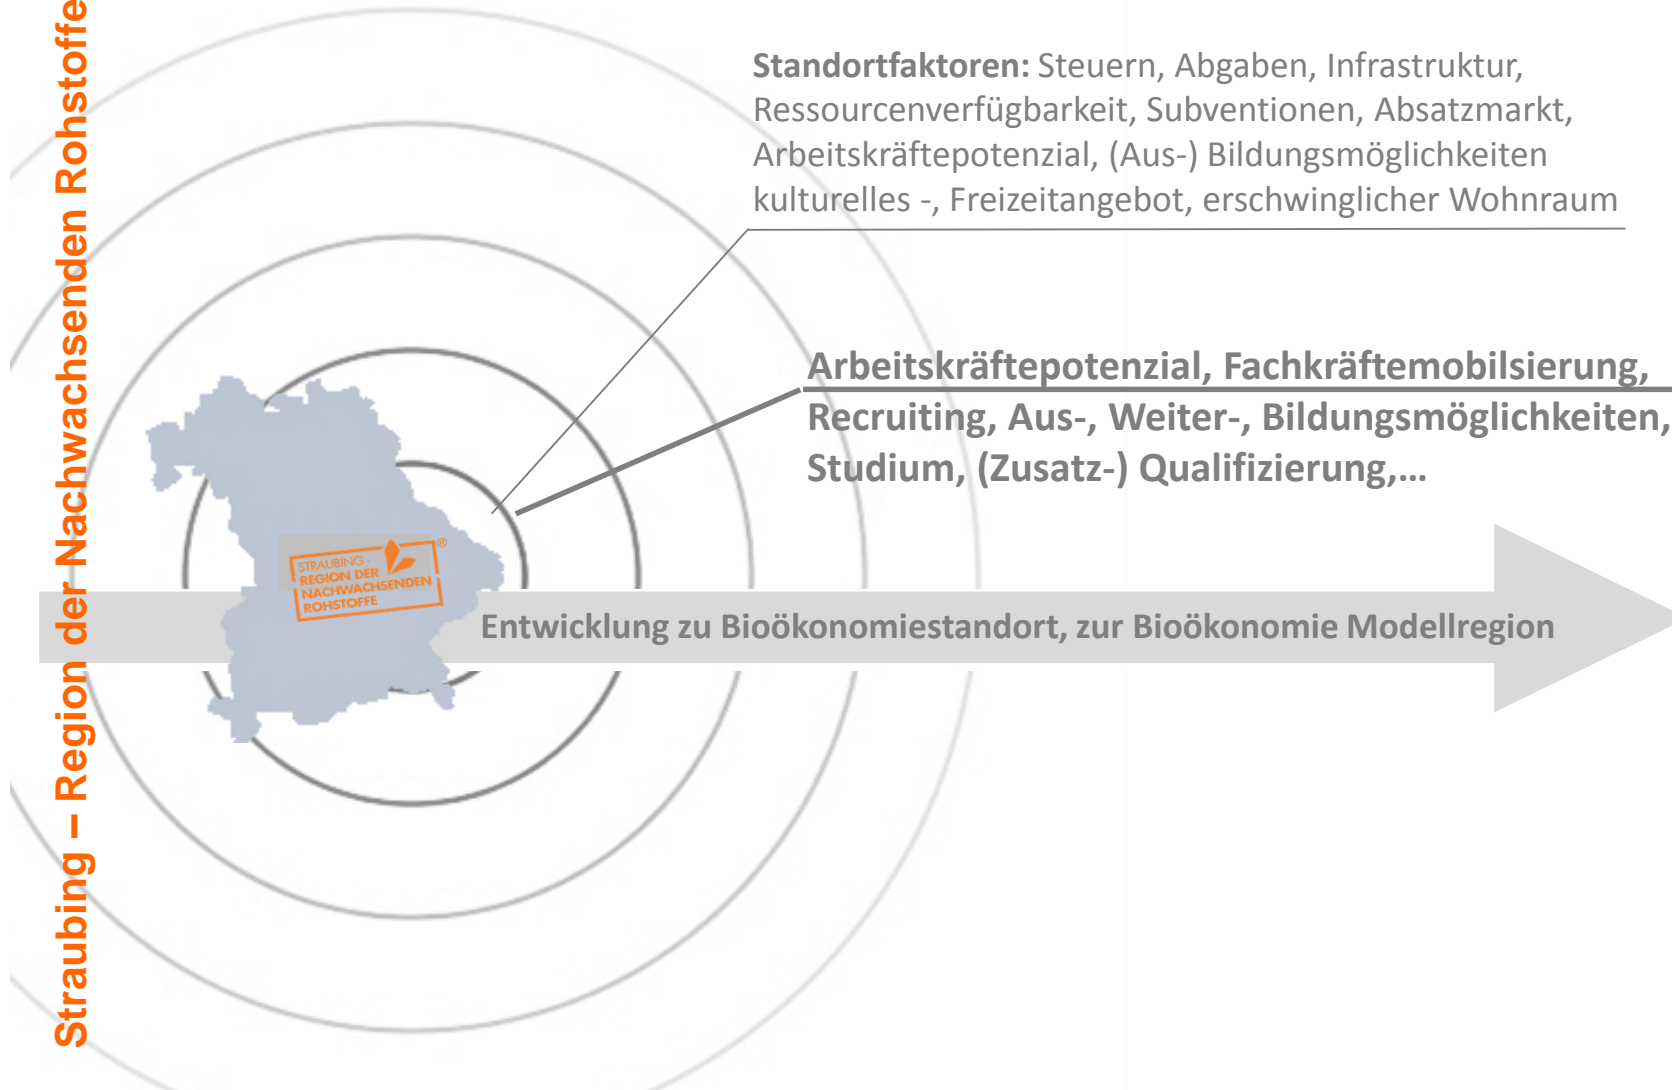 Straubing – Region der Nachwachsenden Rohstoffe
Standortfaktoren: Steuern, Abgaben, Infrastruktur,
Ressourcenverfügbarkeit, Subventionen, Absatzmarkt,
Arbeitskräftepotenzial, (Aus-) Bildungsmöglichkeiten
kulturelles -, Freizeitangebot, erschwinglicher Wohnraum
Arbeitskräftepotenzial, Fachkräftemobilsierung,
Recruiting, Aus-, Weiter-, Bildungsmöglichkeiten,
Studium, (Zusatz-) Qualifizierung,…
STRAUBING -
REGION DER
NACHWACHSENDEN
ROHSTOFFE
®
Entwicklung zu Bioökonomiestandort, zur Bioökonomie Modellregion